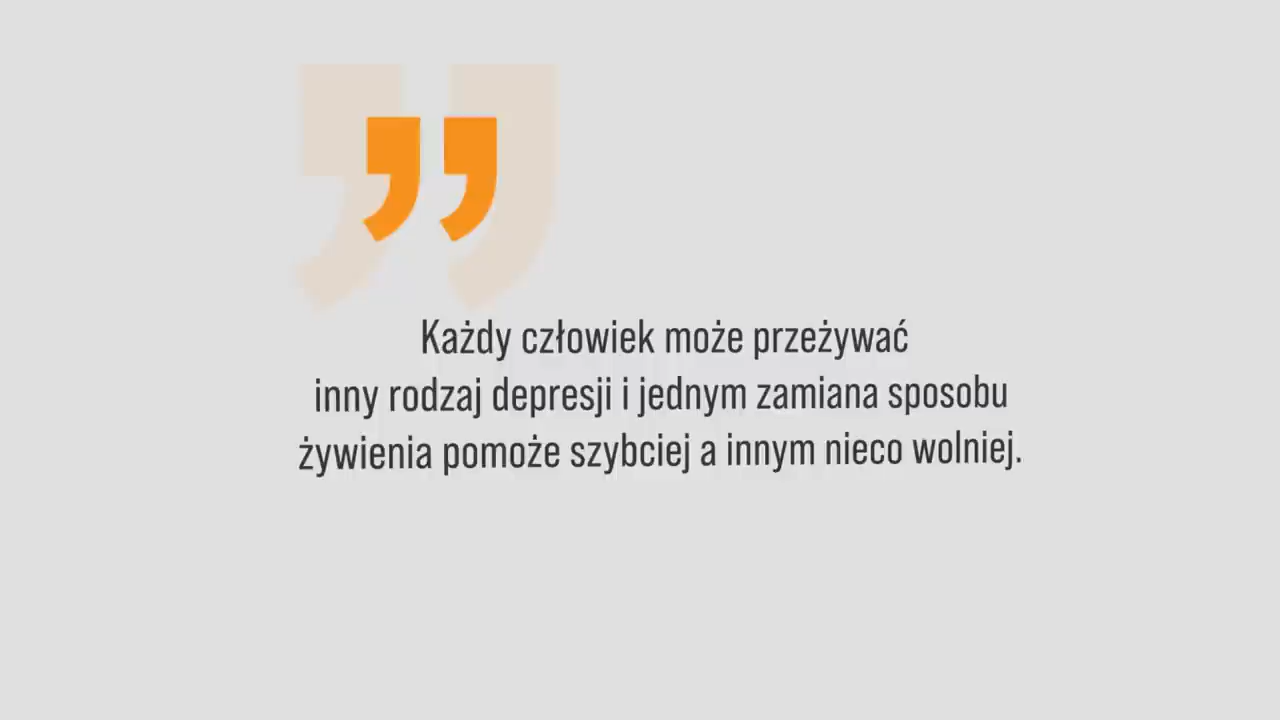 Każdy człowiek może przeżywać
inny rodzaj depresji i jednym zamiana sposobu
żywienia pomoże szybciej a innym nieco wolniej.